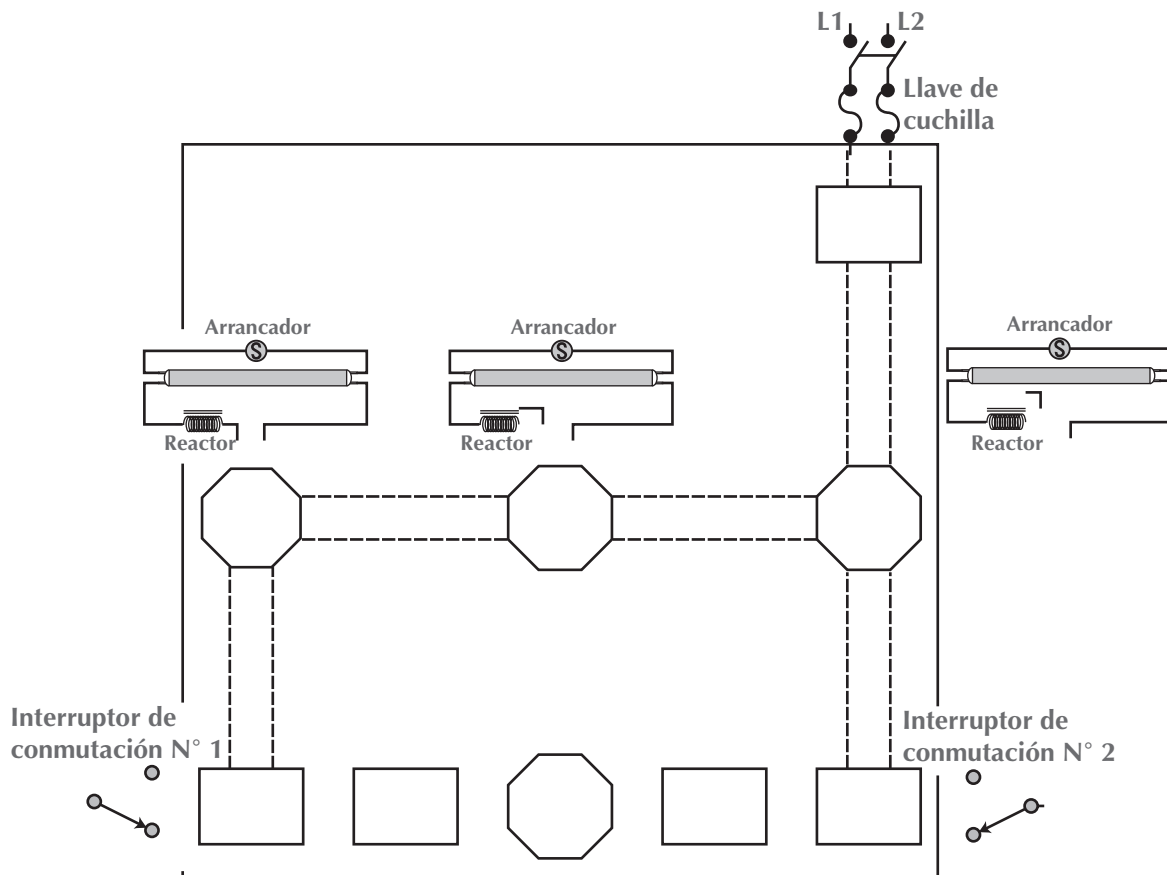 L1 L2
Llave de
cuchilla
Arrancador Arrancador Arrancador
S S S
Reactor Reactor Reactor
Interruptor de
conmutación N° 1
Interruptor de
conmutación N° 2